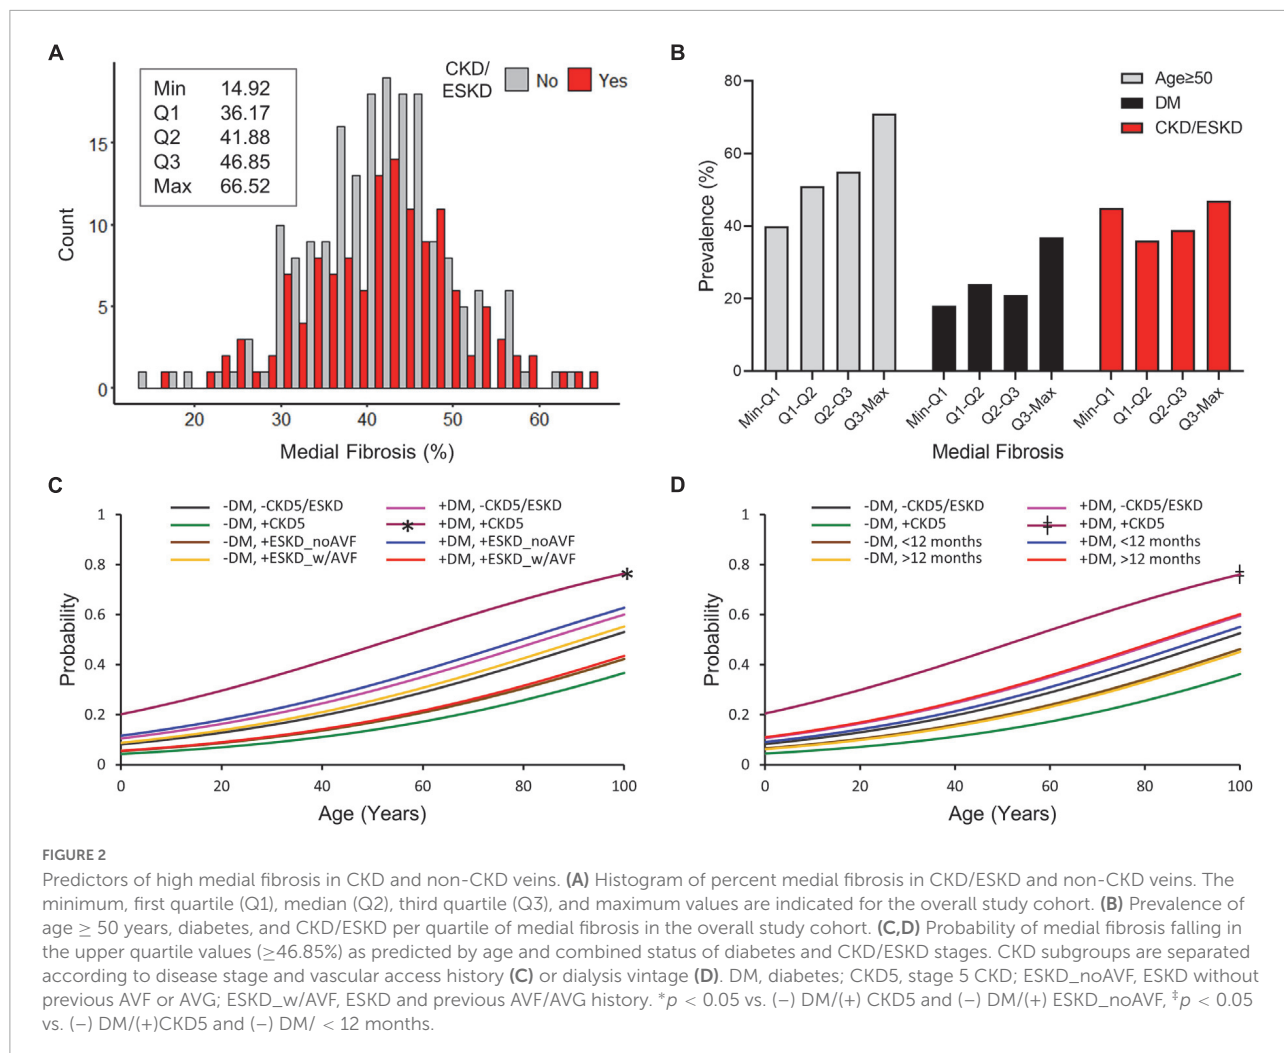 A
Min 14.92
Q1 36.17
Q2 41.88
Q3 46.85
Max 66.52
CKD/
ESKD
No
Yes
15
10
5
0
Count
20 30 40 50 60
Medial Fibrosis (%)
B
Age≥50
DM
CKD/ESKD
80
60
40
20
0
Prevalence (%)
Min-Q1 Q1-Q2 Q2-Q3 Q3-Max Min-Q1 Q1-Q2 Q2-Q3 Q3-Max Min-Q1 Q1-Q2 Q2-Q3 Q3-Max
Medial Fibrosis
C
-DM, -CKD5/ESKD +DM, -CKD5/ESKD
-DM, +CKD5 +DM, +CKD5
-DM, +ESKD_noAVF +DM, +ESKD_noAVF
-DM, +ESKD_w/AVF +DM, +ESKD_w/AVF
*
*
1
0.8
0.6
0.4
0.2
0
Probability
0 20 40 60 80 100
Age (Years)
D
-DM, -CKD5/ESKD +DM, -CKD5/ESKD
-DM, +CKD5 +DM, +CKD5
-DM, <12 months +DM, <12 months
-DM, >12 months +DM, >12 months
‡
‡
1
0.8
0.6
0.4
0.2
0
Probability
0 20 40 60 80 100
Age (Years)
FIGURE 2
Predictors of high medial fibrosis in CKD and non-CKD veins. (A) Histogram of percent medial fibrosis in CKD/ESKD and non-CKD veins. The
minimum, first quartile (Q1), median (Q2), third quartile (Q3), and maximum values are indicated for the overall study cohort. (B) Prevalence of
age ≥ 50 years, diabetes, and CKD/ESKD per quartile of medial fibrosis in the overall study cohort. (C,D) Probability of medial fibrosis falling in
the upper quartile values (≥46.85%) as predicted by age and combined status of diabetes and CKD/ESKD stages. CKD subgroups are separated
according to disease stage and vascular access history (C) or dialysis vintage (D). DM, diabetes; CKD5, stage 5 CKD; ESKD_noAVF, ESKD without
previous AVF or AVG; ESKD_w/AVF, ESKD and previous AVF/AVG history. *p < 0.05 vs. (−) DM/(+) CKD5 and (−) DM/(+) ESKD_noAVF, ‡p < 0.05
vs. (−) DM/(+)CKD5 and (−) DM/ < 12 months.